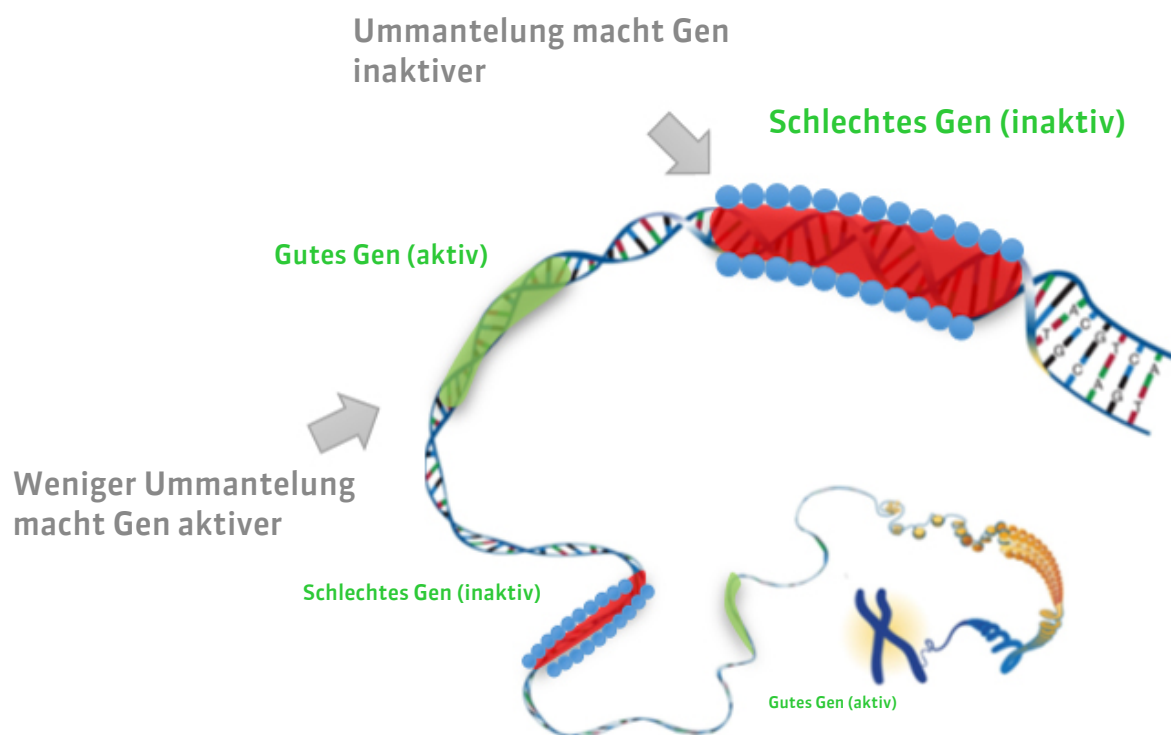 Ummantelung macht Gen
inaktiver
Schlechtes Gen (inaktiv)
Gutes Gen (aktiv)
Weniger Ummantelung
macht Gen aktiver
Schlechtes Gen (inaktiv)
Gutes Gen (aktiv)